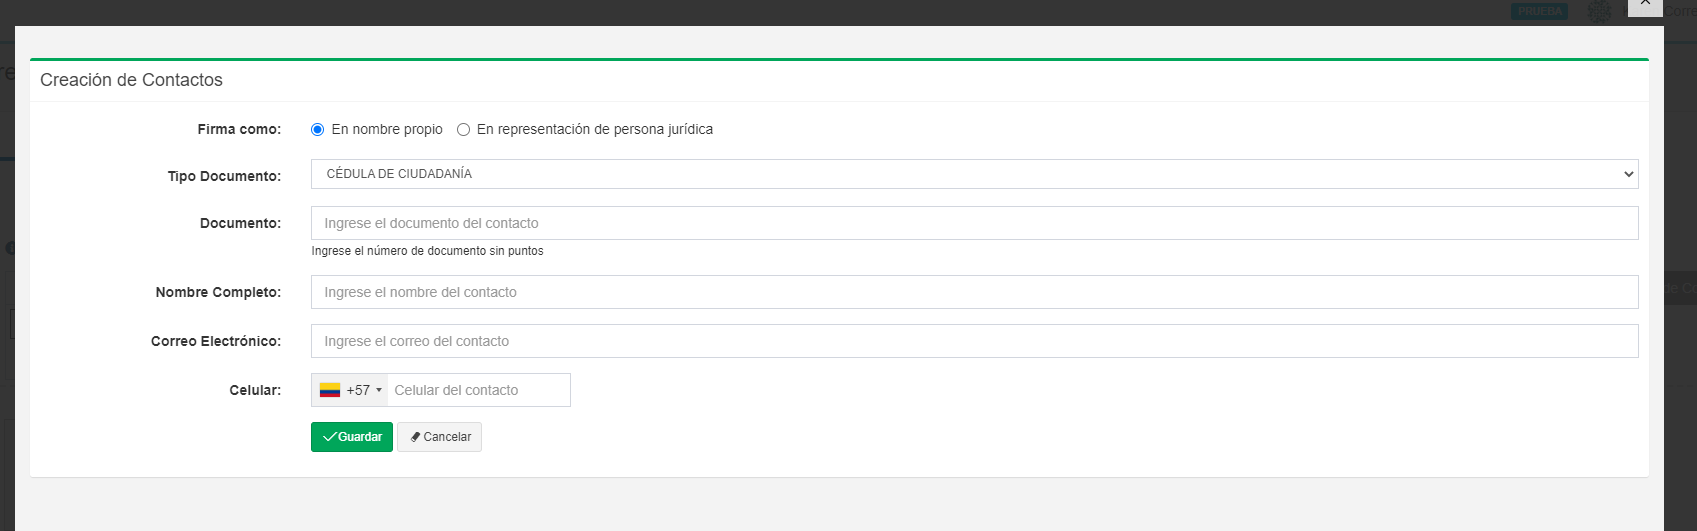 PRUEBA
Creación de Contactos
Firma como: En nombre propio En representación de persona jurídica
Tipo Documento: CÉDULA DE CIUDADANÍA
Documento: Ingrese el documento del contacto
Ingrese el número de documento sin puntos
Nombre Completo: Ingrese el nombre del contacto
Correo Electrónico: Ingrese el correo del contacto
Celular: +57 Celular del contacto
Guardar Cancelar